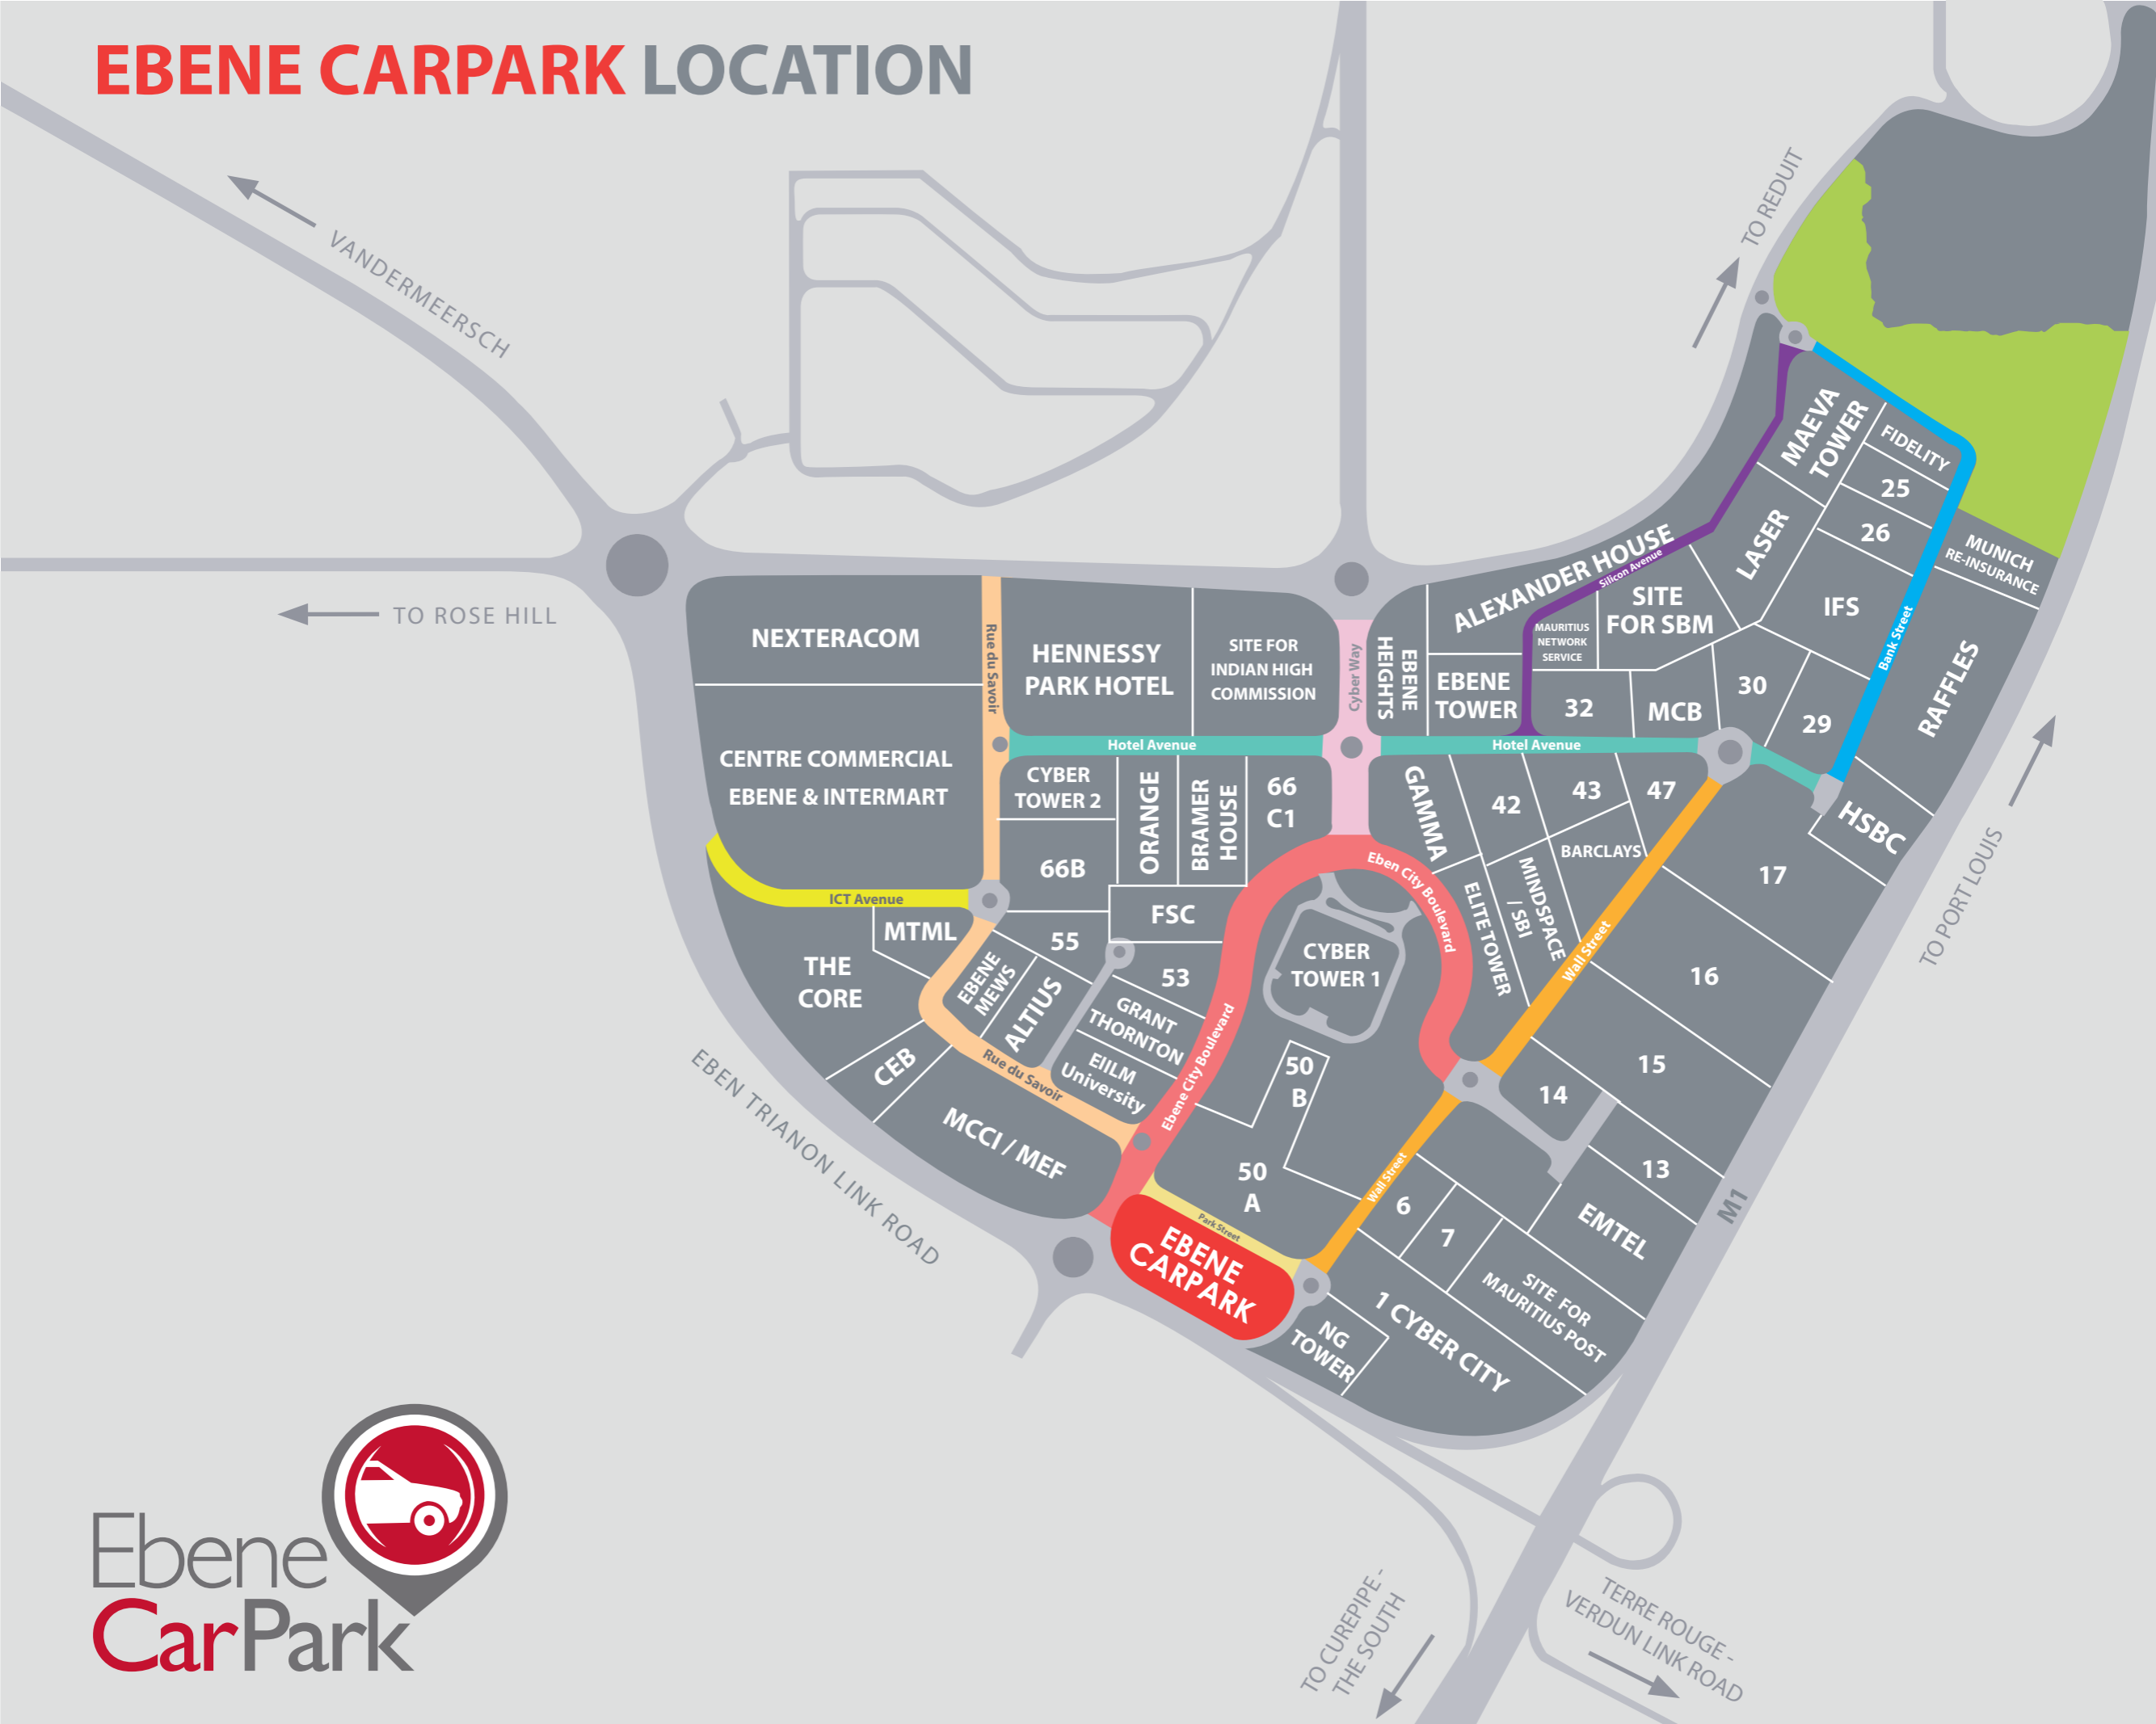 EBENE CARPARK LOCATION
VANDERMEERSCH
TO REDUIT
TO ROSE HILL
NEXTERACOM
Rue du Savoir
HENNESSY
PARK HOTEL
SITE FOR
INDIAN HIGH
COMMISSION
Cyber Way
EBENE
HEIGHTS
ALEXANDER HOUSE
Silicon Avenue
MAURITIUS
NETWORK
SERVICE
SITE
FOR SBM
EBENE
TOWER
32
MCB
LASER
MAEVA
TOWER
FIDELITY
25
26
MUNICH
RE-INSURANCE
IFS
Bank Street
30
29
RAFFLES
HSBC
Hotel Avenue
Hotel Avenue
CENTRE COMMERCIAL
EBENE & INTERMART
CYBER
TOWER 2
ORANGE
BRAMER
HOUSE
66
C1
66B
FSC
GAMMA
42
43
47
BARCLAYS
MINDSPACE
/ SBI
ELITE TOWER
Eben City Boulevard
Wall Street
17
16
15
14
13
TO PORT LOUIS
ICT Avenue
MTML
THE
CORE
EBENE
MEWS
55
ALTIUS
53
GRANT
THORNTON
EIILM
University
CYBER
TOWER 1
Ebene City Boulevard
CEB
Rue du Savoir
MCCI / MEF
50
B
50
A
Wall Street
6
7
EMTEL
M1
EBEN TRIANON LINK ROAD
Park Street
EBENE
CARPARK
SITE FOR
MAURITIUS POST
1 CYBER CITY
NG
TOWER
TO CUREPIPE -
THE SOUTH
TERRE ROUGE -
VERDUN LINK ROAD
Ebene
CarPark